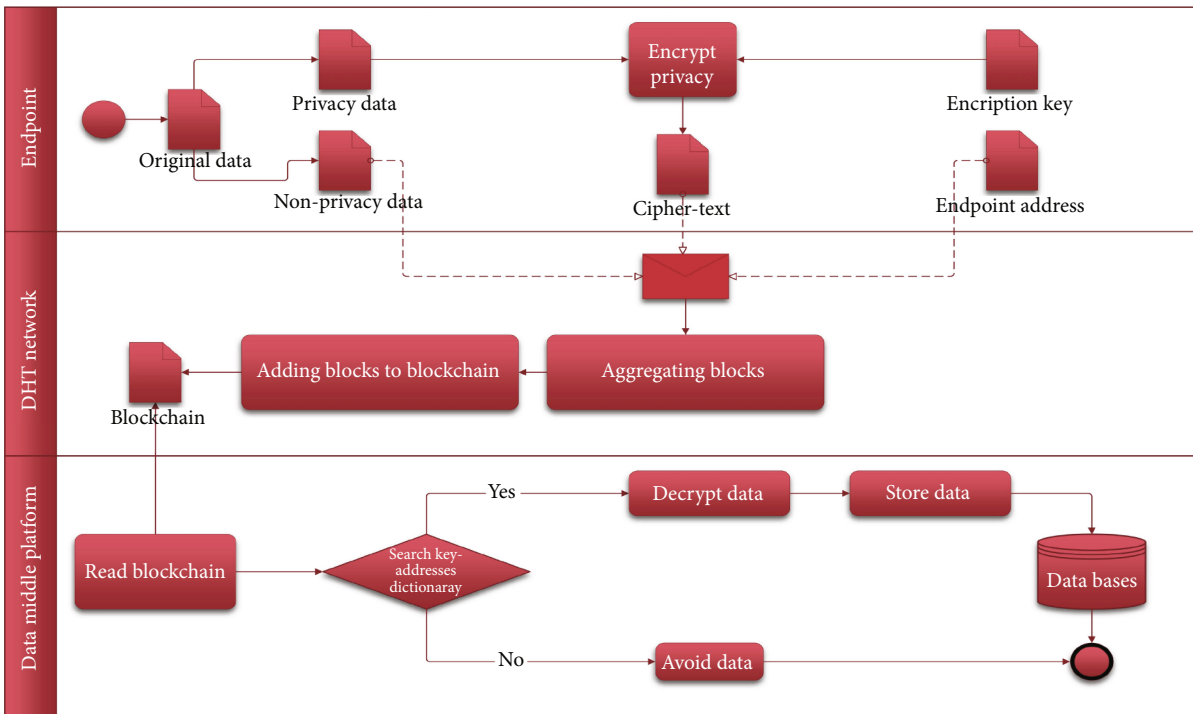 Endpoint
Encrypt
privacy
Privacy data
Encription key
Original data
Non-privacy data
Cipher-text
Endpoint address
DHT network
Adding blocks to blockchain
Aggregating blocks
Blockchain
Data middle platform
Yes
Decrypt data
Store data
Read blockchain
Search key-
addresses
dictionaray
Data bases
No
Avoid data